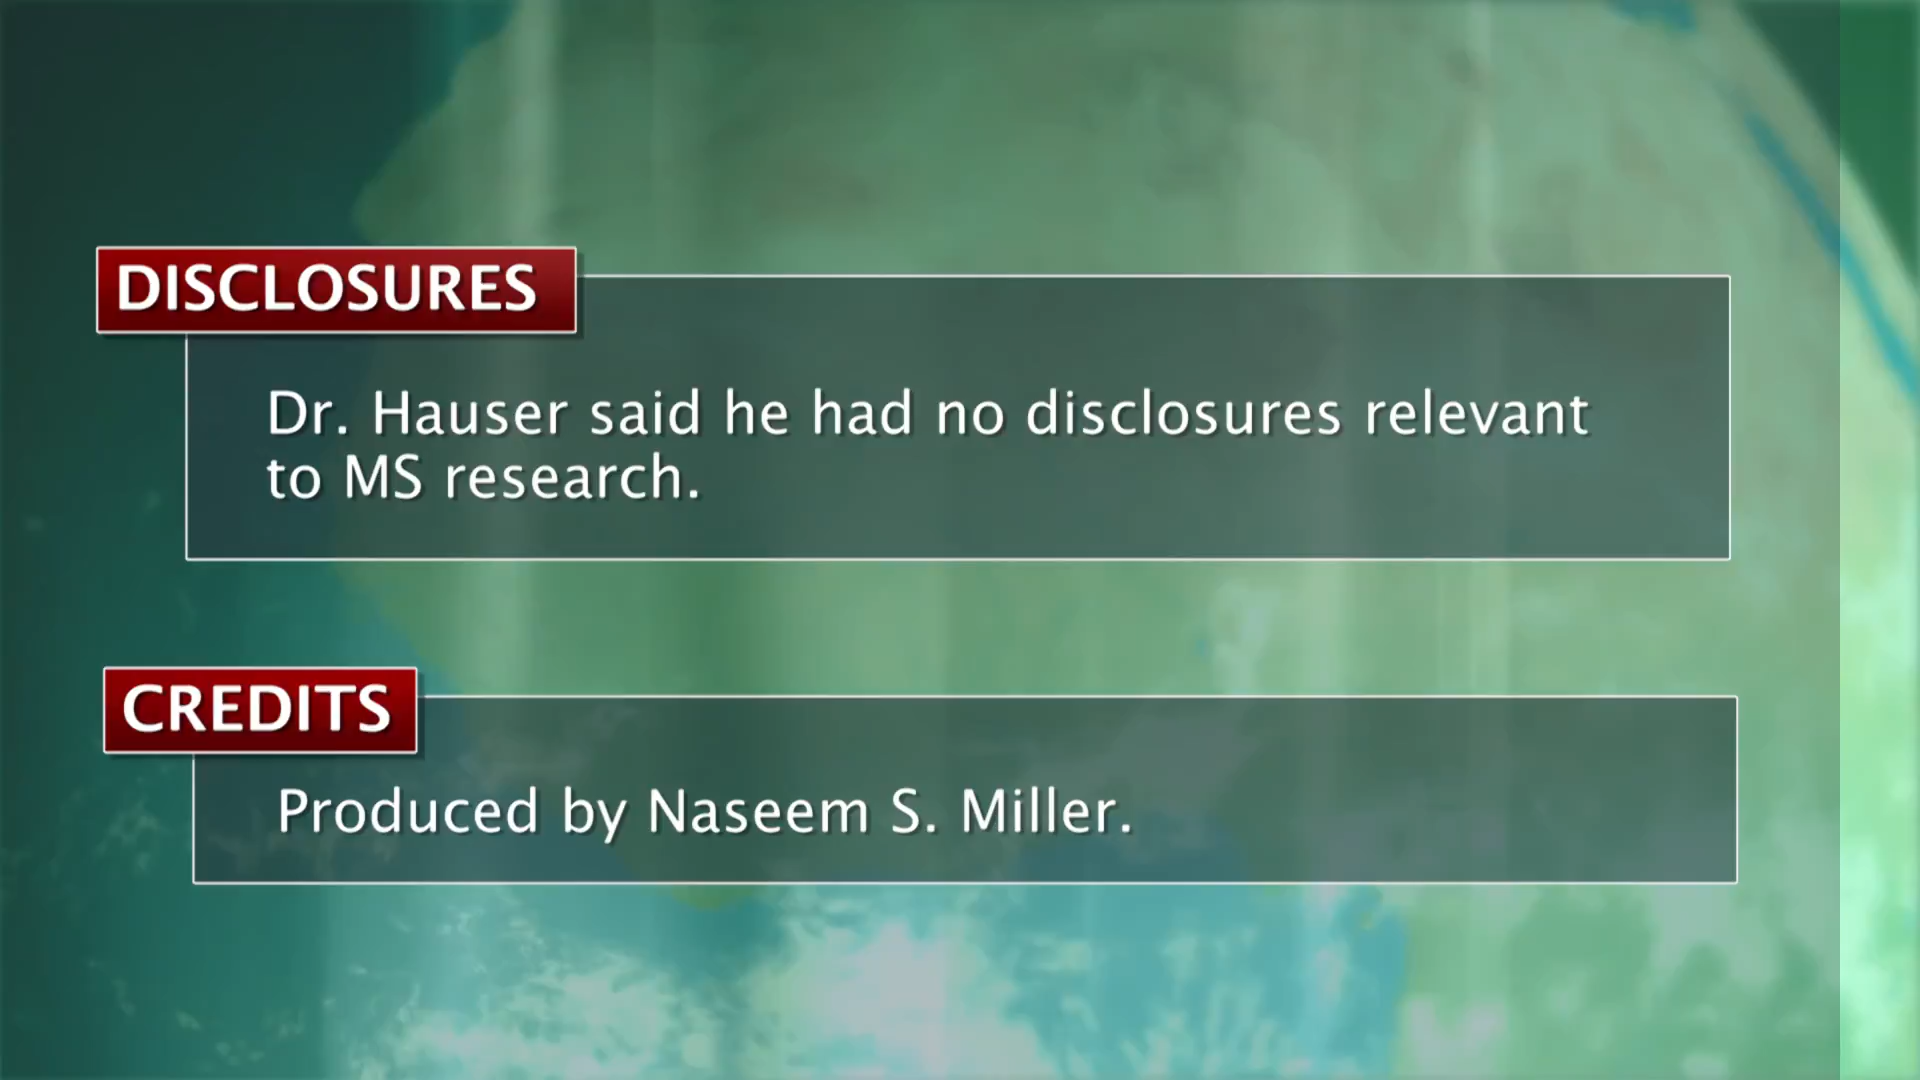 DISCLOSURES
Dr. Hauser said he had no disclosures relevant
to MS research.
CREDITS
Produced by Naseem S. Miller.